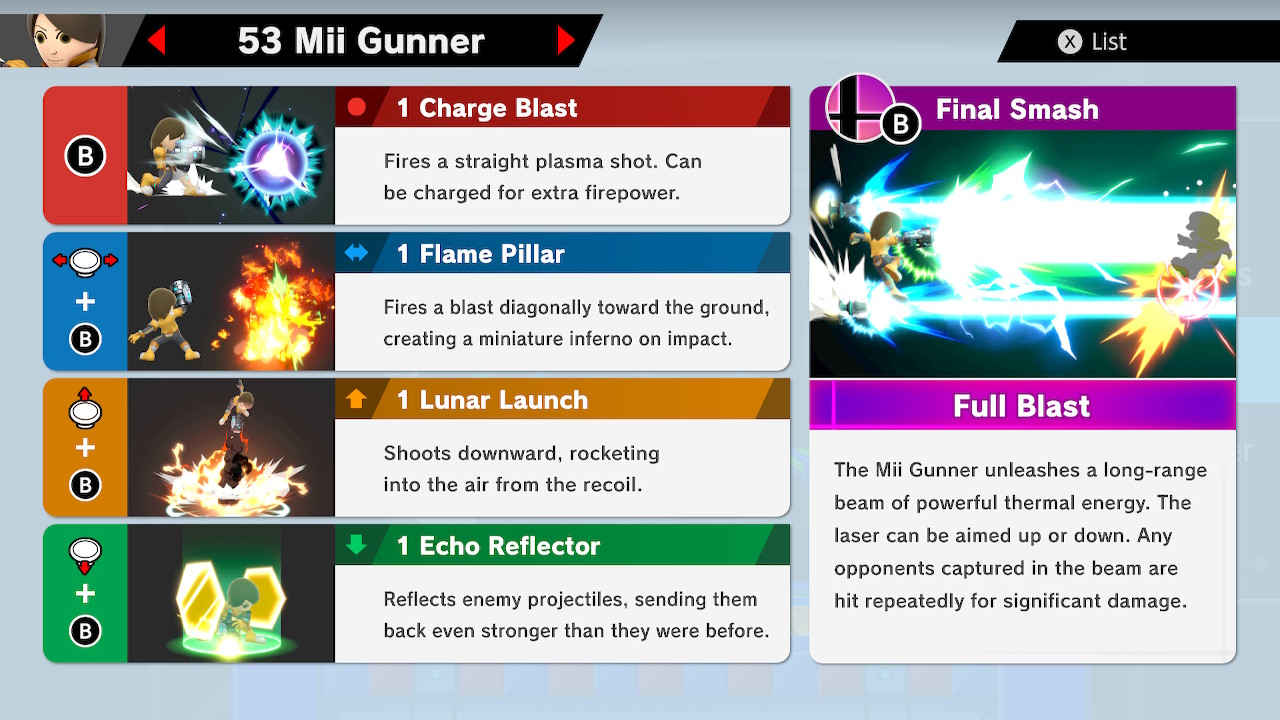 53 Mii Gunner
X List
B
1 Charge Blast
Fires a straight plasma shot. Can
be charged for extra firepower.
+
B
1 Flame Pillar
Fires a blast diagonally toward the ground,
creating a miniature inferno on impact.
+
B
1 Lunar Launch
Shoots downward, rocketing
into the air from the recoil.
+
B
1 Echo Reflector
Reflects enemy projectiles, sending them
back even stronger than they were before.
B
Final Smash
Full Blast
The Mii Gunner unleashes a long-range
beam of powerful thermal energy. The
laser can be aimed up or down. Any
opponents captured in the beam are
hit repeatedly for significant damage.